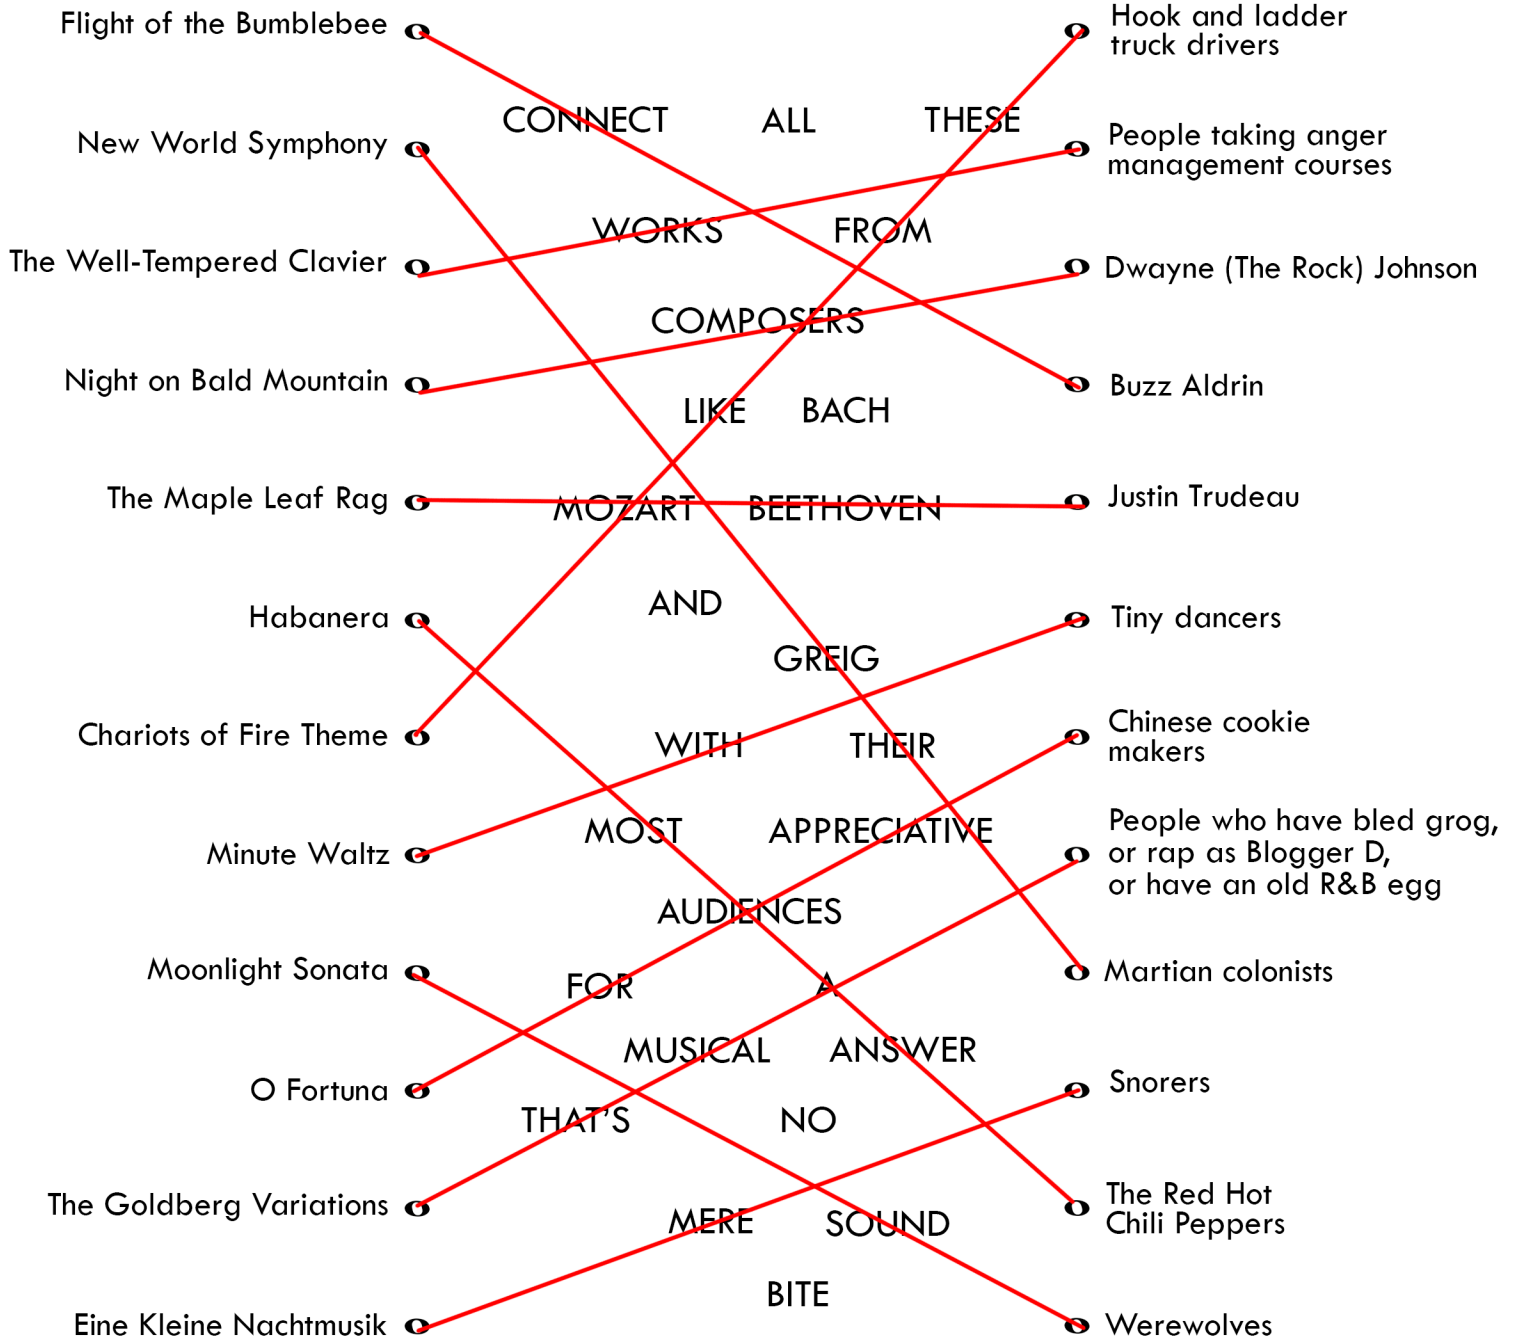 Flight of the Bumblebee
New World Symphony
The Well-Tempered Clavier
Night on Bald Mountain
The Maple Leaf Rag
Habanera
Chariots of Fire Theme
Minute Waltz
Moonlight Sonata
O Fortuna
The Goldberg Variations
Eine Kleine Nachtmusik
CONNECT ALL THESE
WORKS FROM
COMPOSERS
LIKE BACH
MOZART BEETHOVEN
AND
GREIG
WITH THEIR
MOST APPRECIATIVE
AUDIENCES
FOR A
MUSICAL ANSWER
THAT'S NO
MERE SOUND
BITE
Hook and ladder
truck drivers
People taking anger
management courses
Dwayne (The Rock) Johnson
Buzz Aldrin
Justin Trudeau
Tiny dancers
Chinese cookie
makers
People who have bled grog,
or rap as Blogger D,
or have an old R&B egg
Martian colonists
Snorers
The Red Hot
Chili Peppers
Werewolves